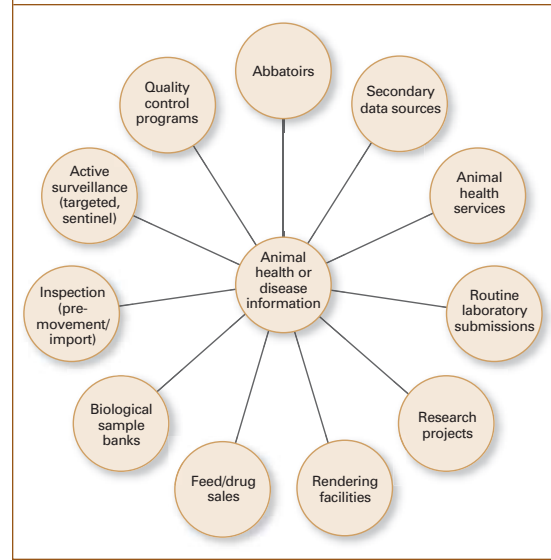 Abbatoirs
Secondary
data sources
Animal
health
services
Routine
laboratory
submissions
Research
projects
Rendering
facilities
Feed/drug
sales
Biological
sample
banks
Inspection
(pre-
movement/
import)
Active
surveillance
(targeted,
sentinel)
Quality
control
programs
Animal
health or
disease
information